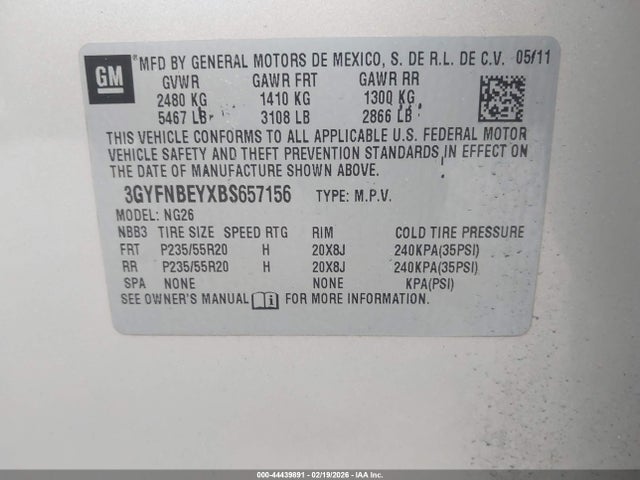 GM
MFD BY GENERAL MOTORS DE MEXICO, S. DE R.L. DE C.V. 05/11
GVWR GAWR FRT GAWR RR
2480 KG 1410 KG 1300 KG
5467 LB 3108 LB 2866 LB
THIS VEHICLE CONFORMS TO ALL APPLICABLE U.S. FEDERAL MOTOR
VEHICLE SAFETY AND THEFT PREVENTION STANDARDS IN EFFECT ON
THE DATE OF MANUFACTURE SHOWN ABOVE.
3GYFNBEYXBS657156 TYPE: M.P.V.
MODEL: NG26
NBB3 TIRE SIZE SPEED RTG RIM COLD TIRE PRESSURE
FRT P235/55R20 H 20X8J 240KPA(35PSI)
RR P235/55R20 H 20X8J 240KPA(35PSI)
SPA NONE NONE KPA(PSI)
SEE OWNER'S MANUAL i FOR MORE INFORMATION.
000-44439891 - 02/19/2026 - IAAI Inc.